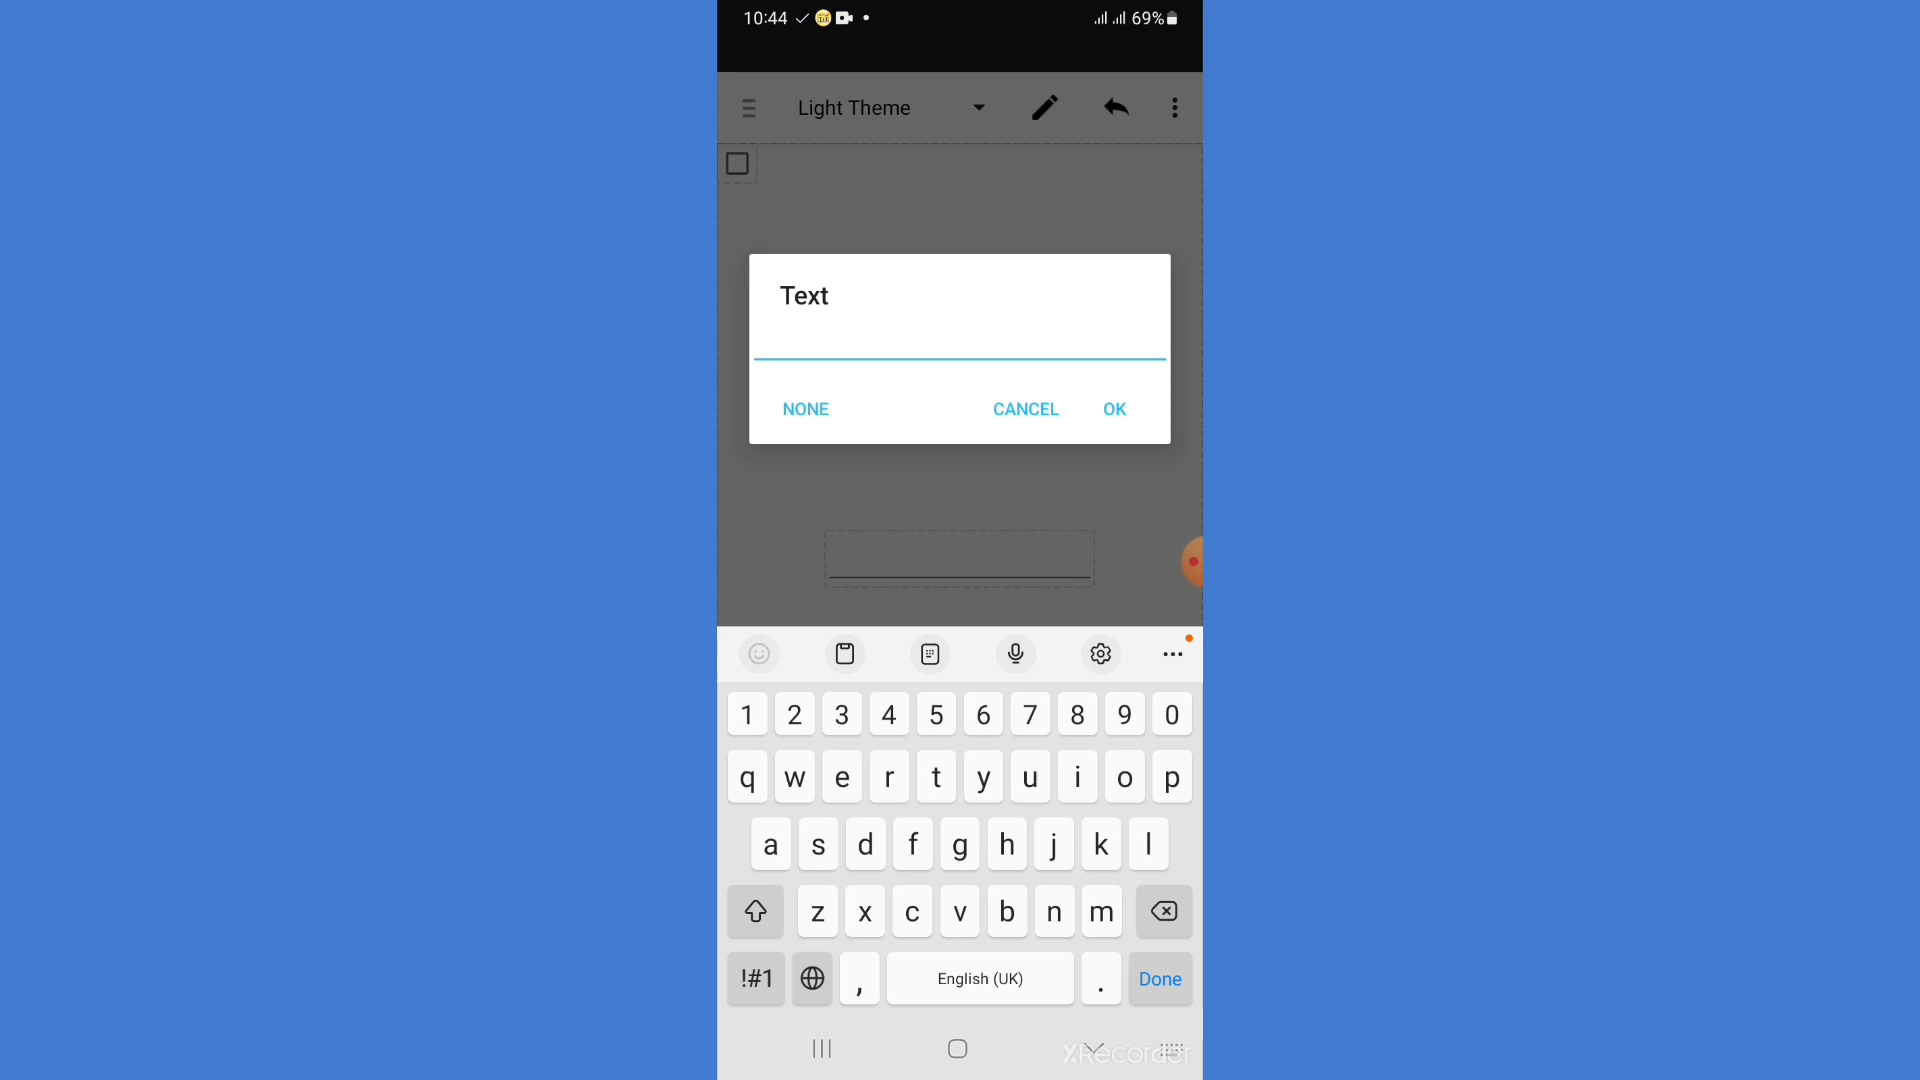 10:44
69%
Light Theme
Text
NONE CANCEL OK
1 2 3 4 5 6 7 8 9 0
q w e r t y u i o p
a s d f g h j k l
z x c v b n m
!#1 , English (UK) . Done
XRecorder